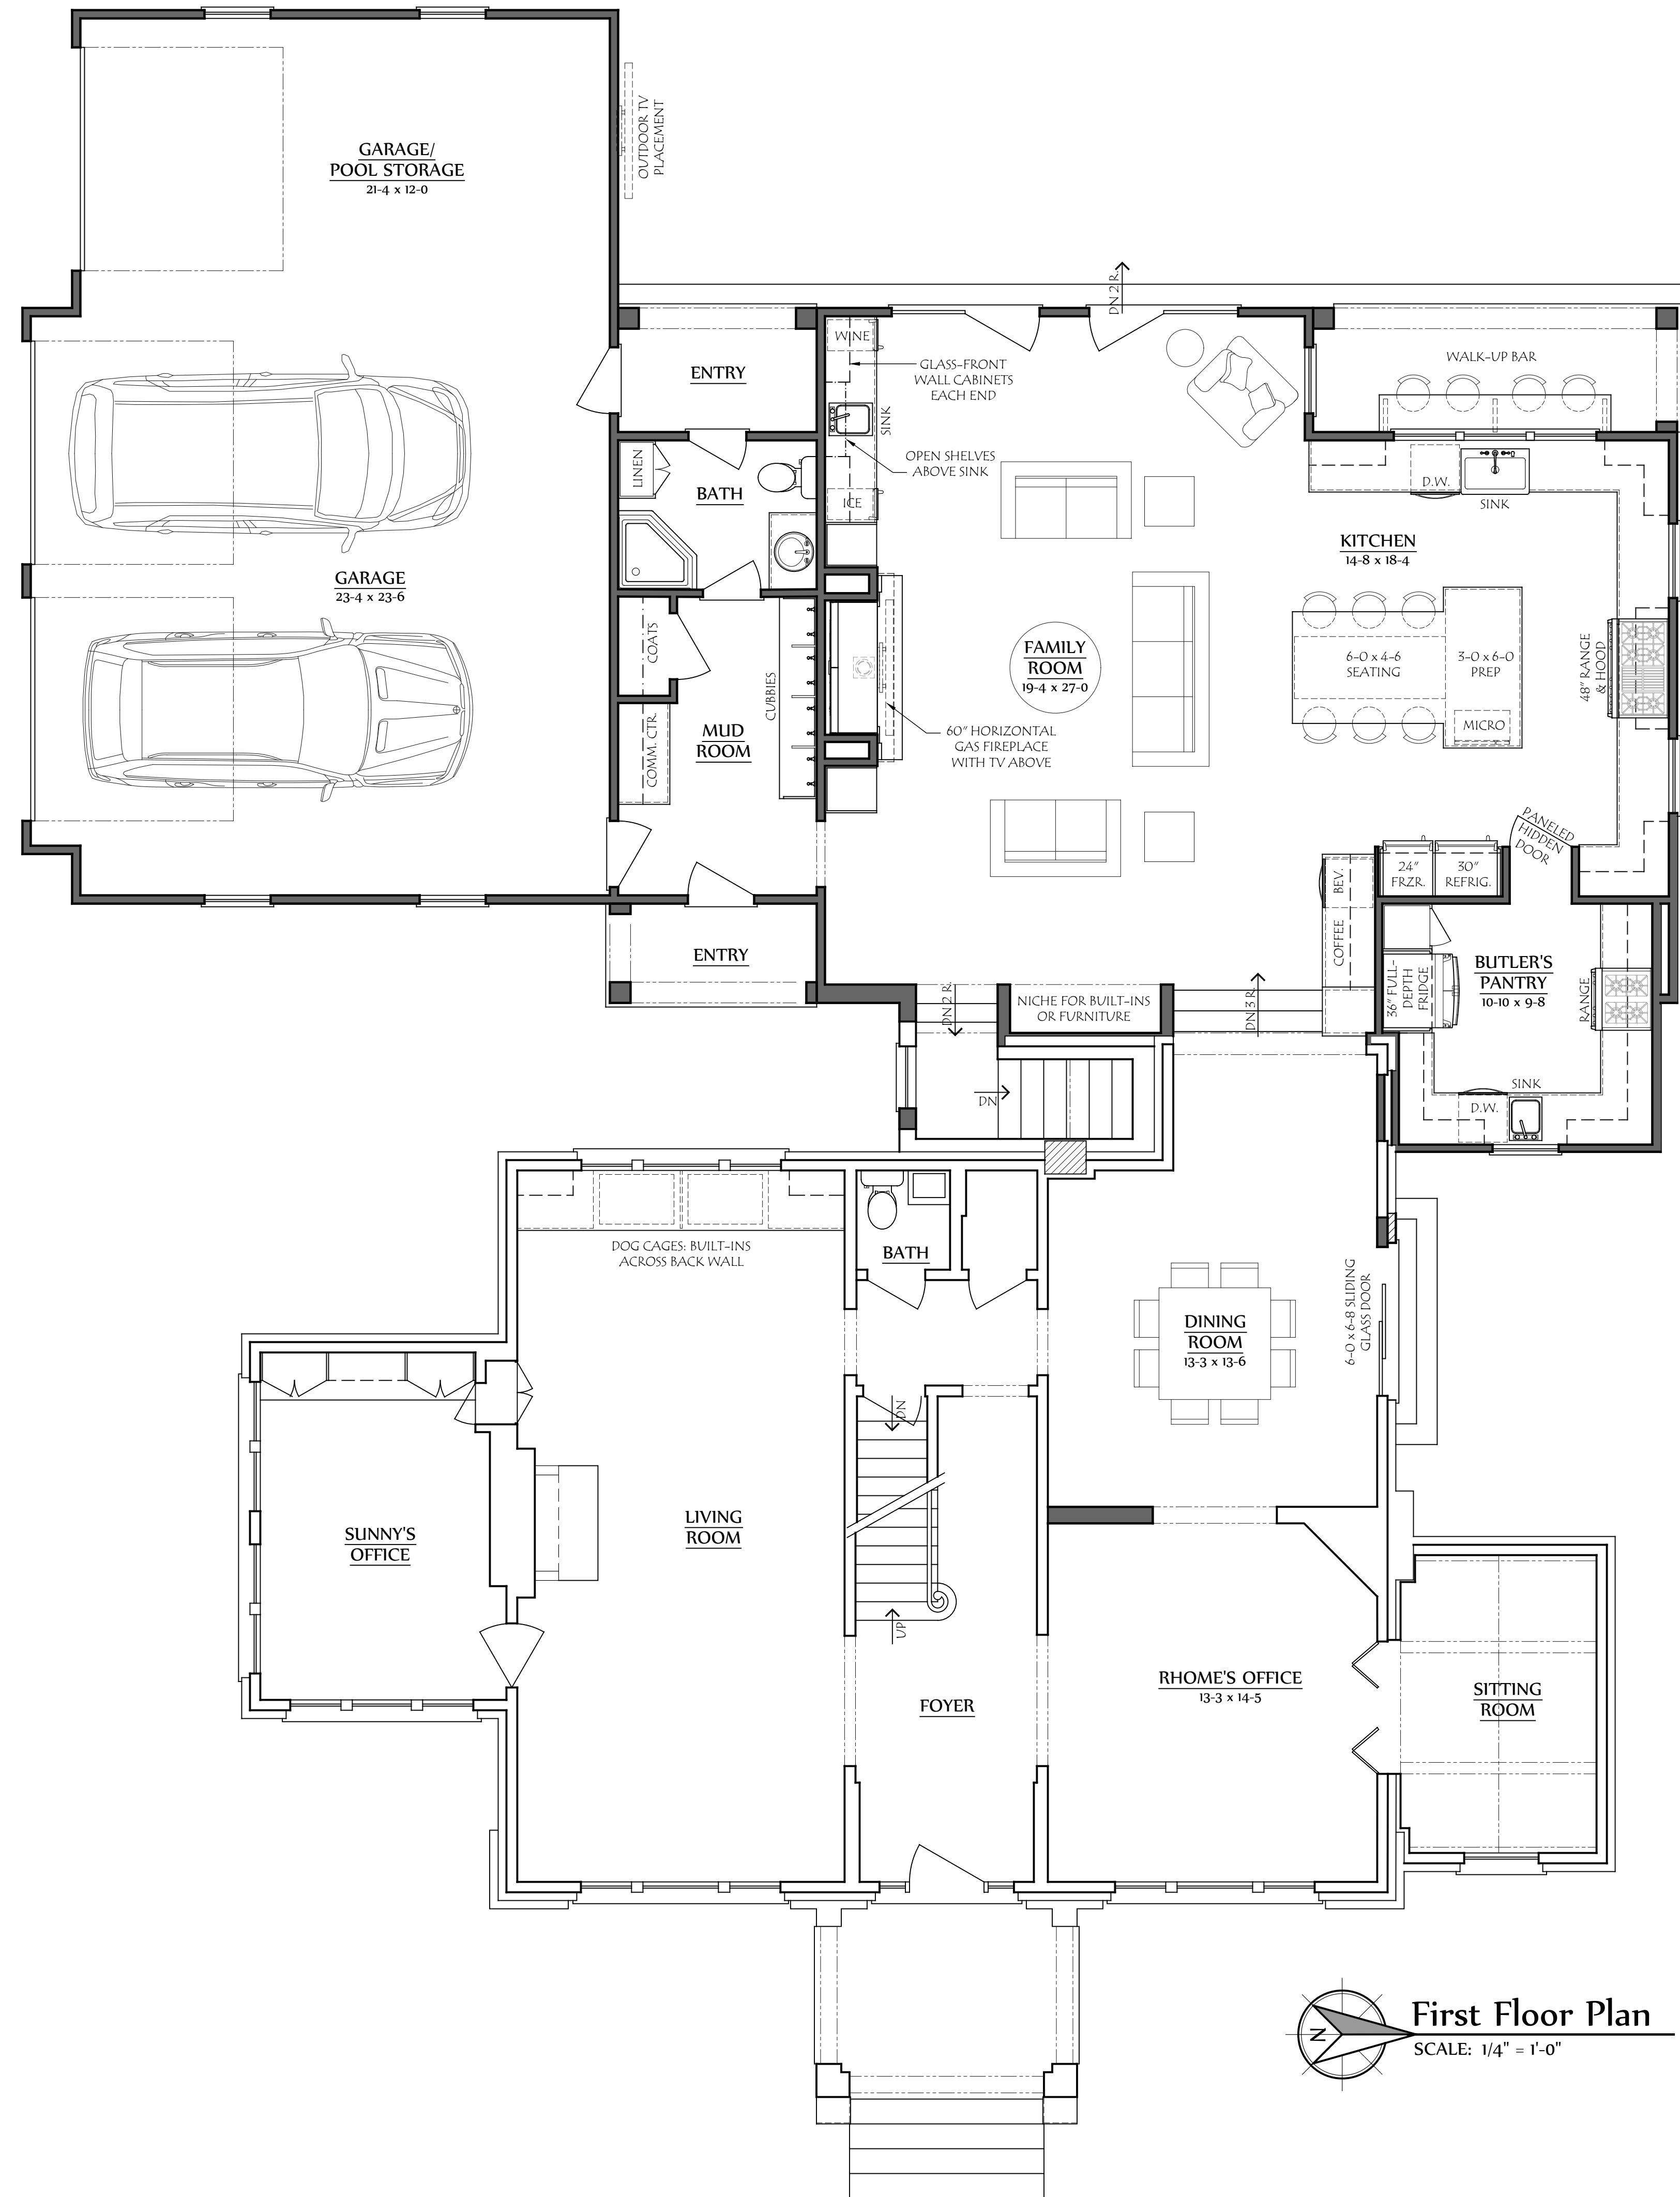 GARAGE/
POOL STORAGE
21-4 x 12-0
OUTDOOR TV
PLACEMENT
DN 2 R.
WINE
GLASS-FRONT
WALL CABINETS
EACH END
SINK
OPEN SHELVES
ABOVE SINK
ICE
ENTRY
WALK-UP BAR
LINEN
BATH
D.W.
SINK
KITCHEN
14-8 x 18-4
GARAGE
23-4 x 23-6
COATS
CUBBIES
COMM. CTR.
MUD
ROOM
FAMILY
ROOM
19-4 x 27-0
60" HORIZONTAL
GAS FIREPLACE
WITH TV ABOVE
6-0 x 4-6
SEATING
3-0 x 6-0
PREP
MICRO
48" RANGE
& HOOD
PANELED
HIDDEN
DOOR
24"
FRZR.
30"
REFRIG.
BEV.
COFFEE
ENTRY
36" FULL-
DEPTH
FRIDGE
BUTLER'S
PANTRY
10-10 x 9-8
RANGE
DN 2 R.
NICHE FOR BUILT-INS
OR FURNITURE
DN 3 R.
DN
SINK
D.W.
DOG CAGES: BUILT-INS
ACROSS BACK WALL
BATH
6-0 x 6-8 SLIDING
GLASS DOOR
DINING
ROOM
13-3 x 13-6
DN
SUNNY'S
OFFICE
LIVING
ROOM
UP
FOYER
RHOME'S OFFICE
13-3 x 14-5
SITTING
ROOM
N
First Floor Plan
SCALE: 1/4" = 1'-0"